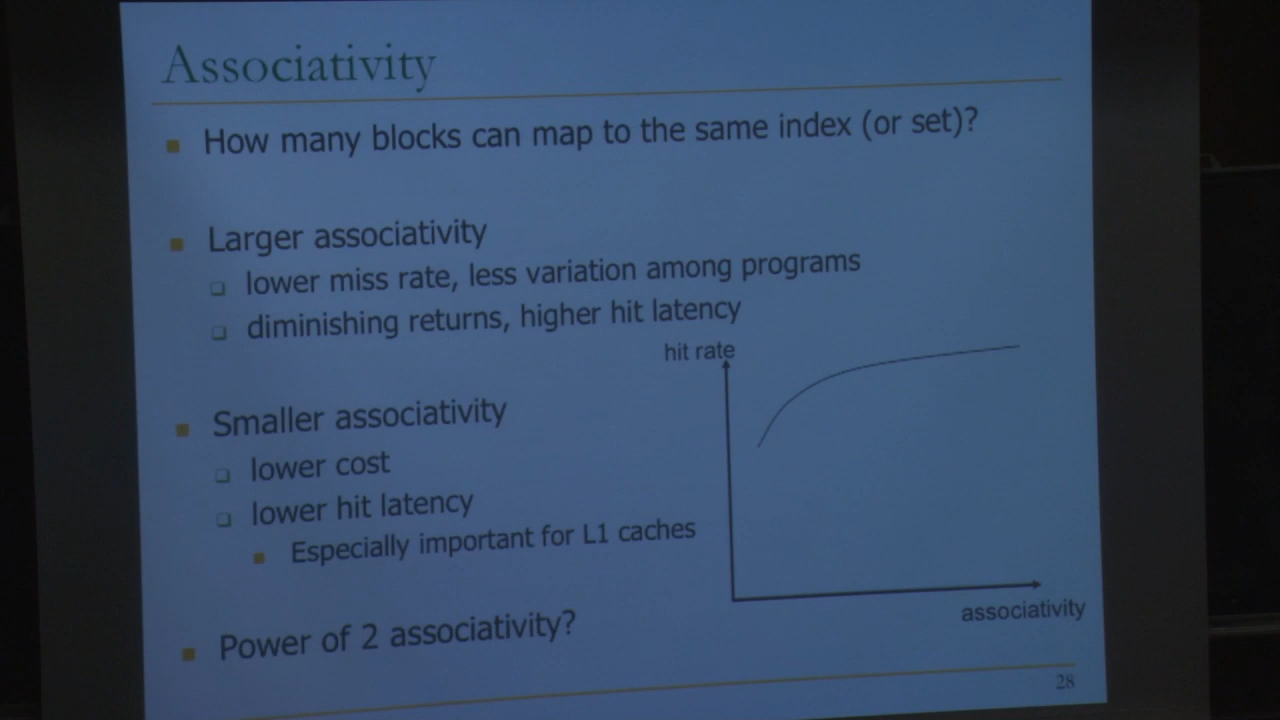 Associativity
How many blocks can map to the same index (or set)?
Larger associativity
lower miss rate, less variation among programs
diminishing returns, higher hit latency
hit rate
Smaller associativity
lower cost
lower hit latency
Especially important for L1 caches
associativity
Power of 2 associativity?
28